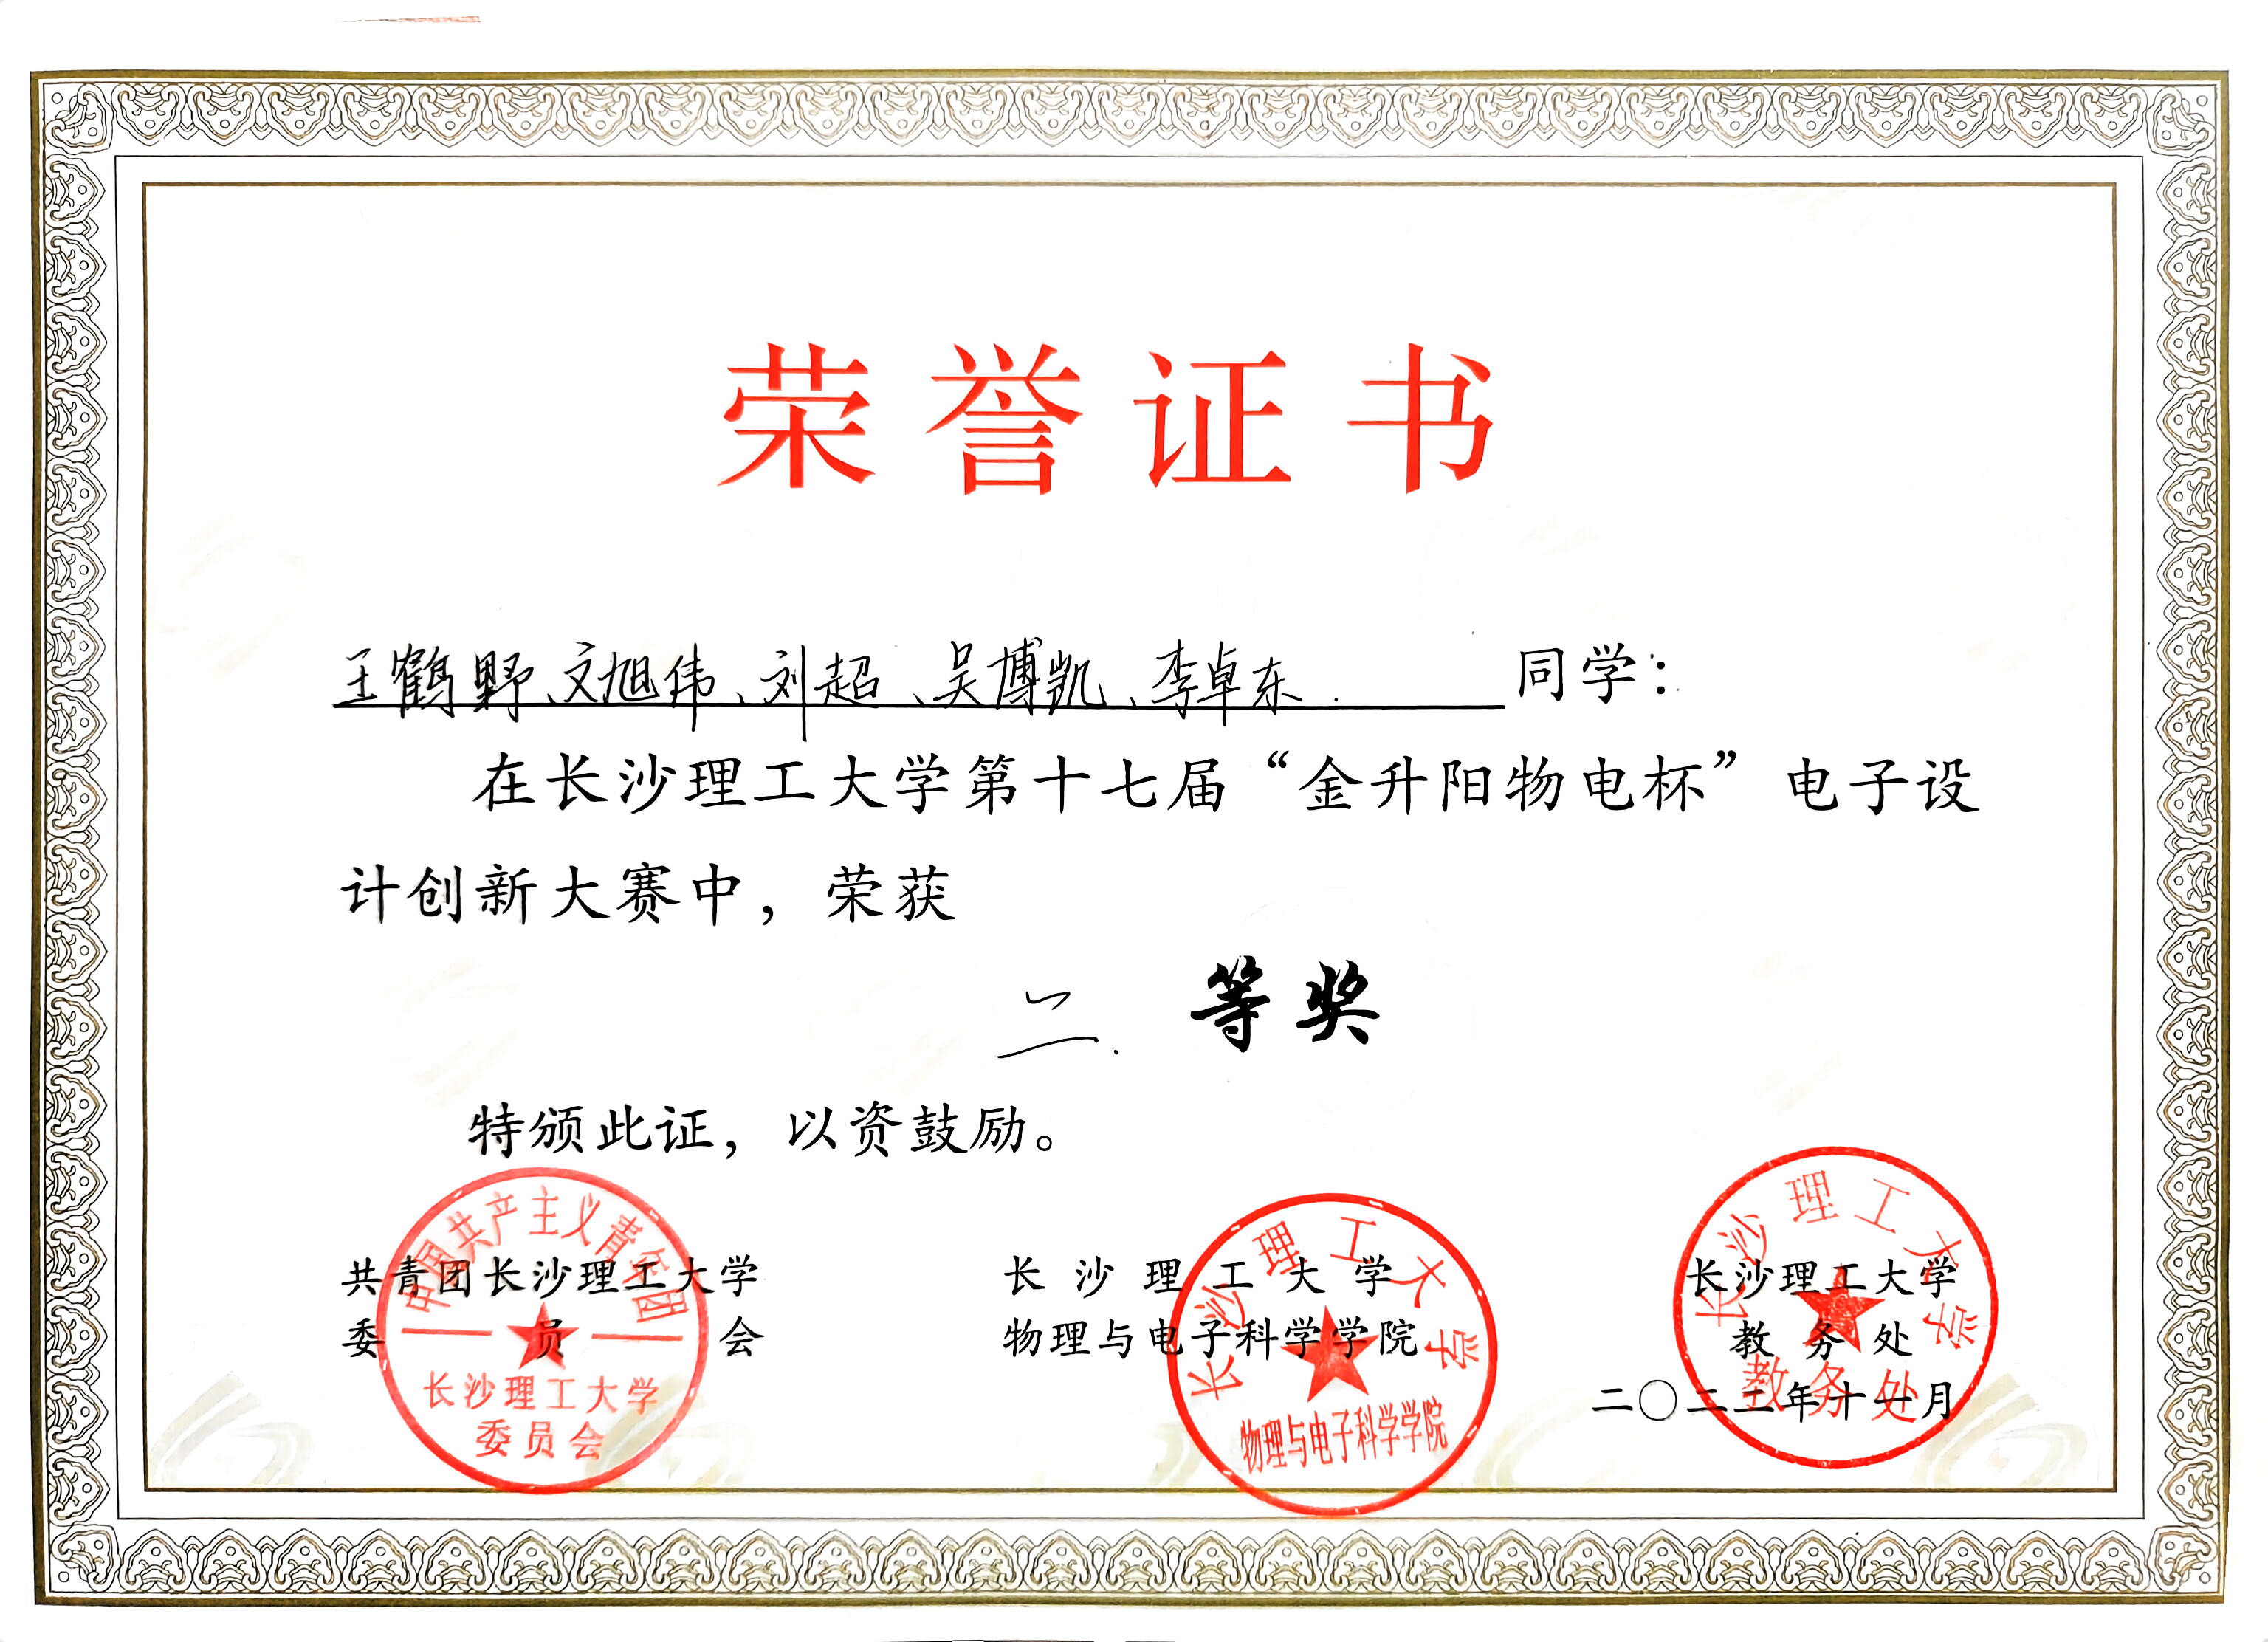 荣誉证书
王鹤野、文旭伟、刘超、吴博凯、李卓东. 同学：
在长沙理工大学第十七届“金升阳物电杯”电子设
计创新大赛中，荣获
二. 等奖
特颁此证，以资鼓励。
共青团长沙理工大学
委员会
长沙理工大学
物理与电子科学学院
长沙理工大学
教务处
二〇二二年十一月
中国共产主义青年团
长沙理工大学
委员会
长沙理工大学
物理与电子科学学院
长沙理工大学
教务处